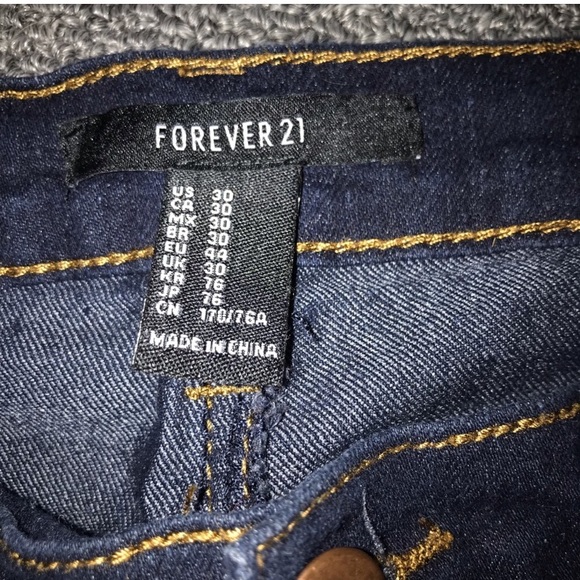 FOREVER 21
US 30
CA 30
MX 30
BR 30
EU 44
UK 30
KR 76
JP 76
CN 170/76A
MADE IN CHINA